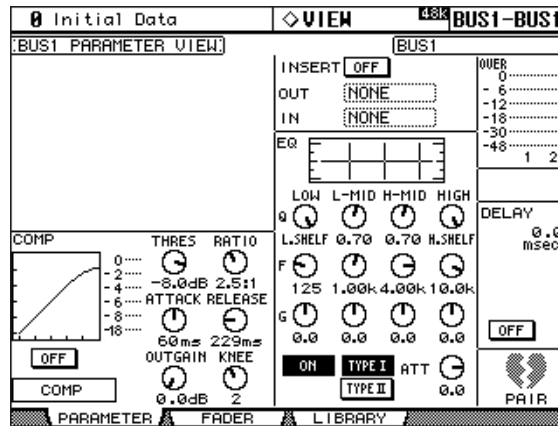 0 Initial Data
◇VIEW
48k
BUS1-BUS1
BUS1 PARAMETER VIEW
BUS1
INSERT OFF
OUT NONE
IN NONE
OVER
0
-6
-12
-18
-30
-48
1 2
EQ
LOW L-MID H-MID HIGH
Q
L.SHELF 0.70 0.70 H.SHELF
F
125 1.00k 4.00k 10.0k
G
0.0 0.0 0.0 0.0
ON TYPE I ATT
TYPE II 0.0
DELAY
0.0
msec
OFF
PAIR
COMP
THRES RATIO
-8.0dB 2.5:1
ATTACK RELEASE
60ms 229ms
OUTGAIN KNEE
0.0dB 2
0
-2
-4
-6
-8
-18
OFF
COMP
PARAMETER FADER LIBRARY